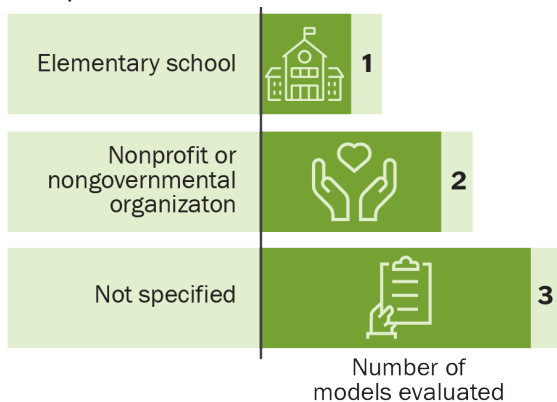 Elementary school
1
Nonprofit or
nongovernmental
organizaton
2
Not specified
3
Number of
models evaluated